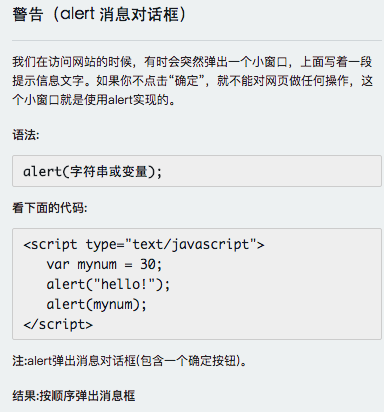 警告（alert 消息对话框）
我们在访问网站的时候，有时会突然弹出一个小窗口，上面写着一段
提示信息文字。如果你不点击“确定”，就不能对网页做任何操作，这
个小窗口就是使用alert实现的。
语法:
alert(字符串或变量);
看下面的代码:
<script type="text/javascript">
   var mynum = 30;
   alert("hello!");
   alert(mynum);
</script>
注:alert弹出消息对话框(包含一个确定按钮)。
结果:按顺序弹出消息框